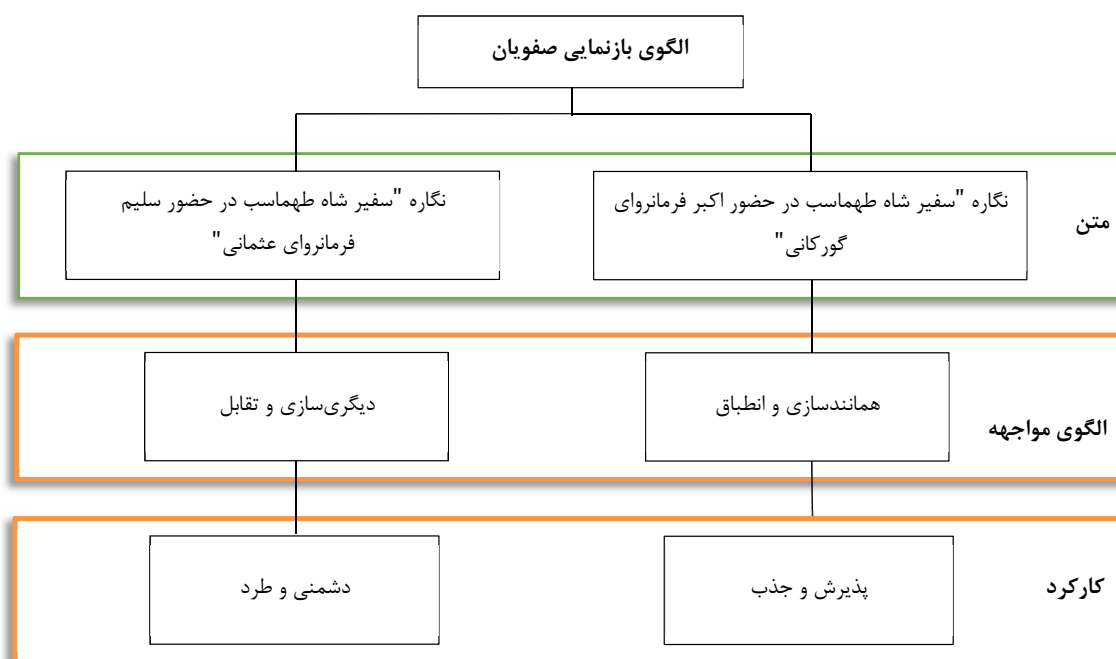 الگوی بازنمایی صفویان
متن
نگاره "سفیر شاه طهماسب در حضور اکبر فرمانروای
گورکانی"
نگاره "سفیر شاه طهماسب در حضور سلیم
فرمانروای عثمانی"
الگوی مواجهه
همانندسازی و انطباق
دیگری‌سازی و تقابل
کارکرد
پذیرش و جذب
دشمنی و طرد